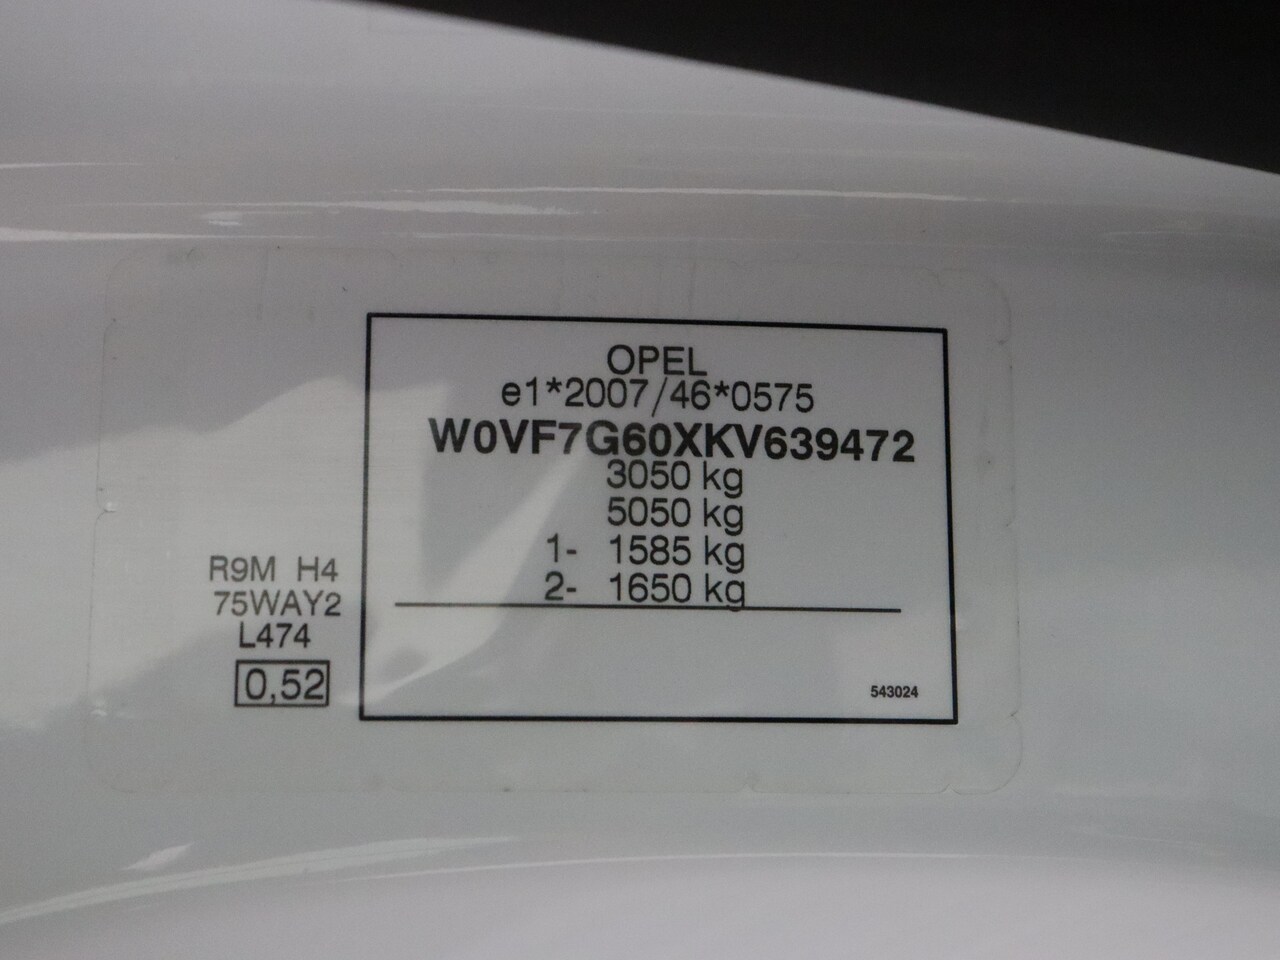 OPEL
e1*2007/46*0575
W0VF7G60XKV639472
3050 kg
5050 kg
1- 1585 kg
2- 1650 kg
R9M H4
75WAY2
L474
0,52
543024